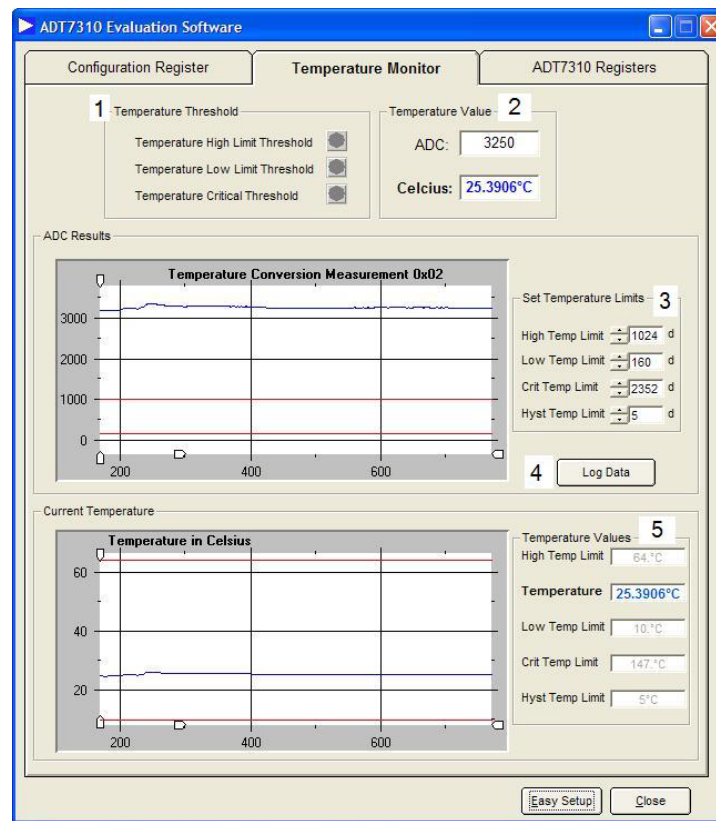 ADT7310 Evaluation Software
Configuration Register
Temperature Monitor
ADT7310 Registers
1
Temperature Threshold
Temperature High Limit Threshold
Temperature Low Limit Threshold
Temperature Critical Threshold
Temperature Value
2
ADC: 3250
Celcius: 25.3906°C
ADC Results
Temperature Conversion Measurement 0x02
3000
2000
1000
0
200 400 600
Set Temperature Limits
3
High Temp Limit 1024 d
Low Temp Limit 160 d
Crit Temp Limit 2352 d
Hyst Temp Limit 5 d
4
Log Data
Current Temperature
Temperature in Celsius
60
40
20
200 400 600
Temperature Values
5
High Temp Limit 64.°C
Temperature 25.3906°C
Low Temp Limit 10.°C
Crit Temp Limit 147.°C
Hyst Temp Limit 5°C
Easy Setup
Close